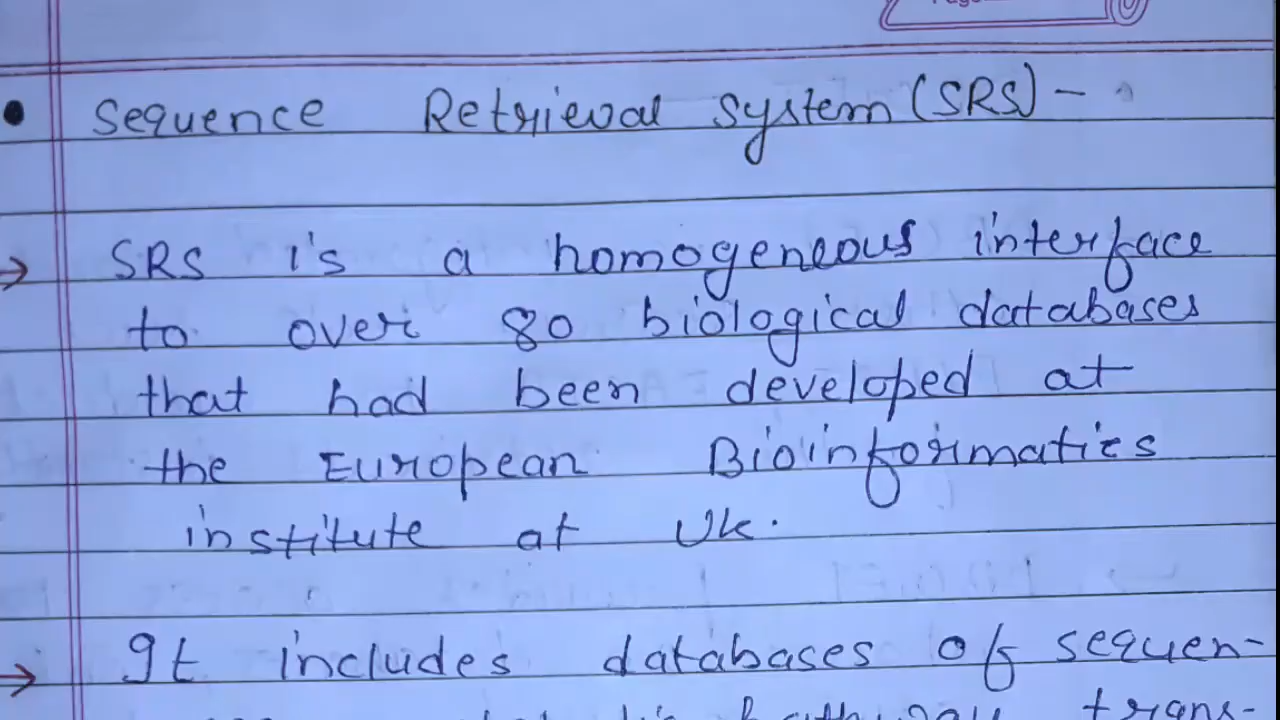 • Sequence Retrieval System (SRS) -
→ SRS is a homogeneous interface
to over 80 biological databases
that had been developed at
the European Bioinformatics
institute at Uk.
→ It includes databases of sequen-
trans-